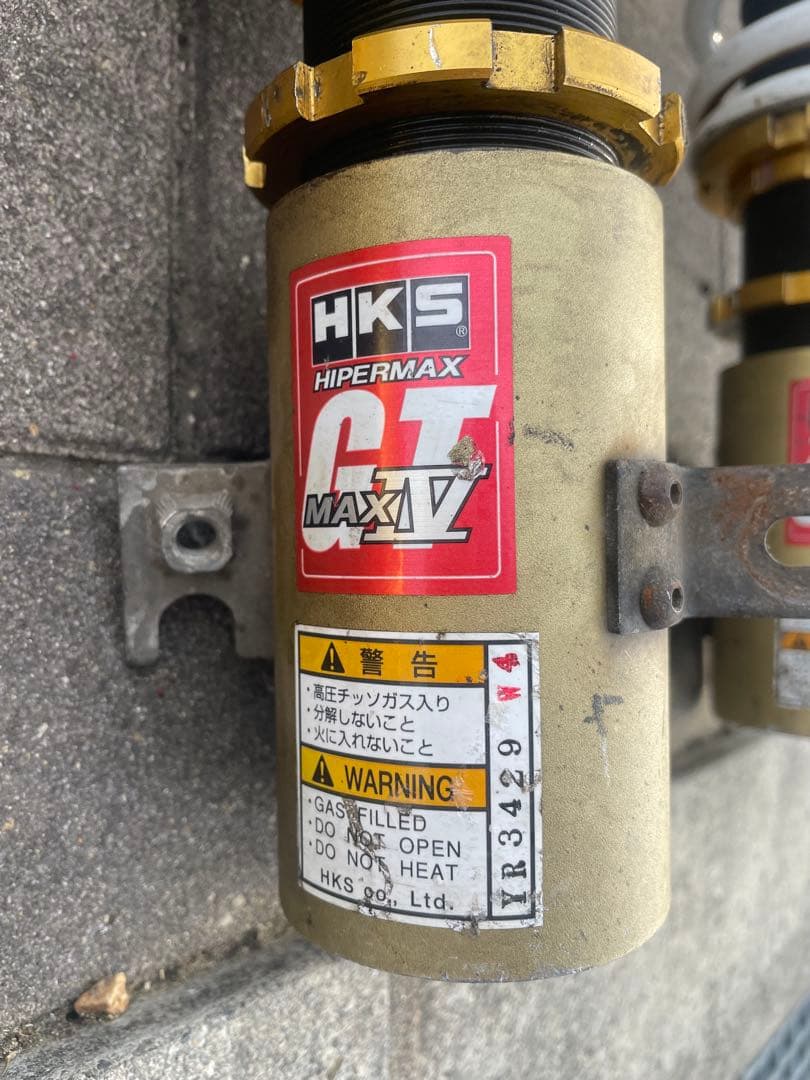 HKS®
HIPERMAX
GT
MAX IV
警告
・高圧チッソガス入り
・分解しないこと
・火に入れないこと
WARNING
・GAS FILLED
・DO NOT OPEN
・DO NOT HEAT
HKS co., Ltd.
YR3429 W4